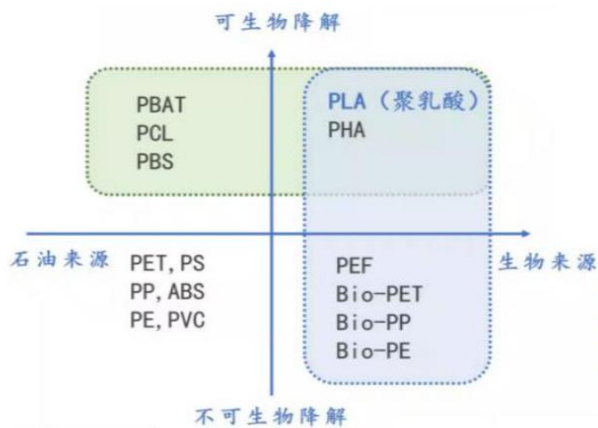 可生物降解
PBAT
PCL
PBS
PLA（聚乳酸）
PHA
石油来源
生物来源
PET,PS
PP,ABS
PE,PVC
PEF
Bio-PET
Bio-PP
Bio-PE
不可生物降解